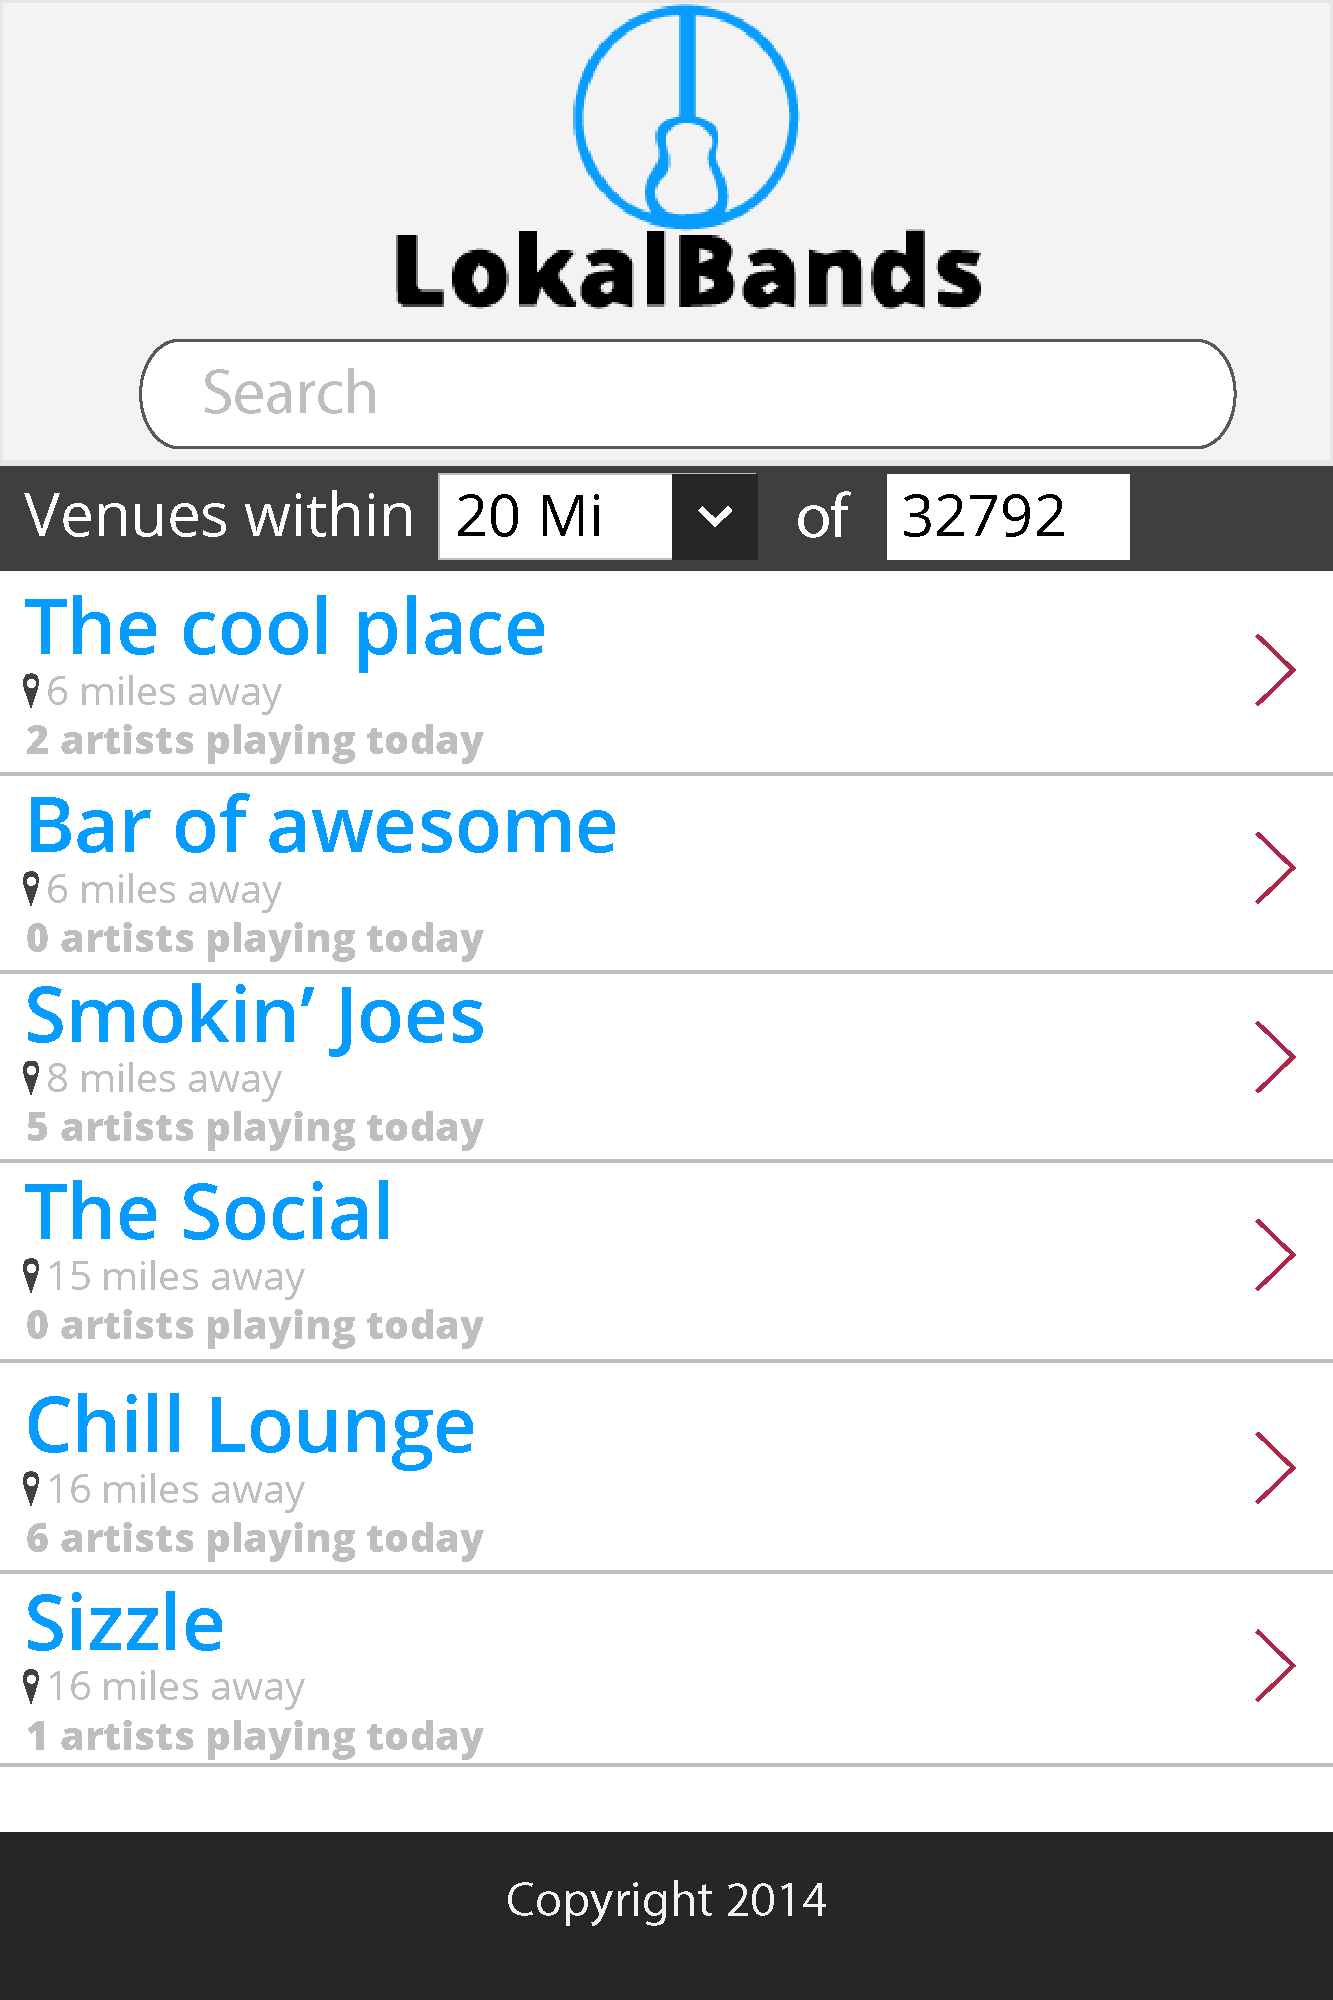 LokalBands
Search
Venues within 20 Mi of 32792
The cool place
6 miles away
2 artists playing today
Bar of awesome
6 miles away
0 artists playing today
Smokin’ Joes
8 miles away
5 artists playing today
The Social
15 miles away
0 artists playing today
Chill Lounge
16 miles away
6 artists playing today
Sizzle
16 miles away
1 artists playing today
Copyright 2014